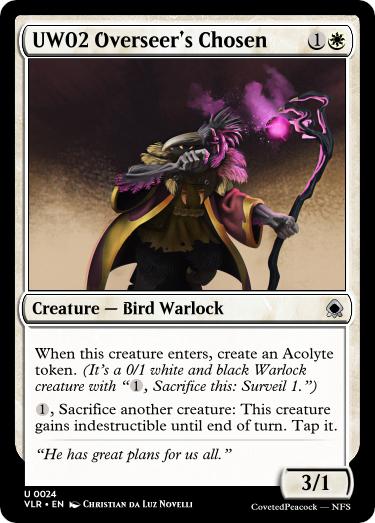 UW02 Overseer's Chosen 1
Creature — Bird Warlock
When this creature enters, create an Acolyte
token. (It's a 0/1 white and black Warlock
creature with “1, Sacrifice this: Surveil 1.”)
1, Sacrifice another creature: This creature
gains indestructible until end of turn. Tap it.
“He has great plans for us all.”
3/1
U 0024
VLR • EN Christian da Luz Novelli
CovetedPeacock — NFS